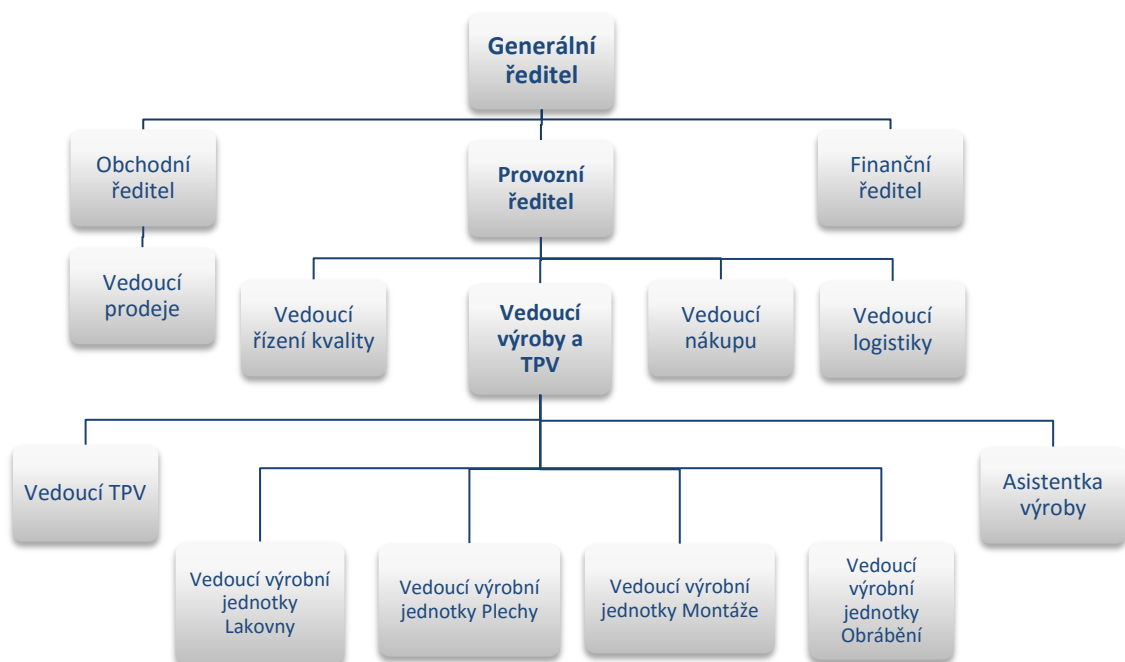 Generální
ředitel
Obchodní
ředitel
Provozní
ředitel
Finanční
ředitel
Vedoucí
prodeje
Vedoucí
řízení kvality
Vedoucí
výroby a
TPV
Vedoucí
nákupu
Vedoucí
logistiky
Vedoucí TPV
Asistentka
výroby
Vedoucí výrobní
jednotky
Lakovny
Vedoucí výrobní
jednotky Plechy
Vedoucí výrobní
jednotky Montáže
Vedoucí
výrobní
jednotky
Obrábění